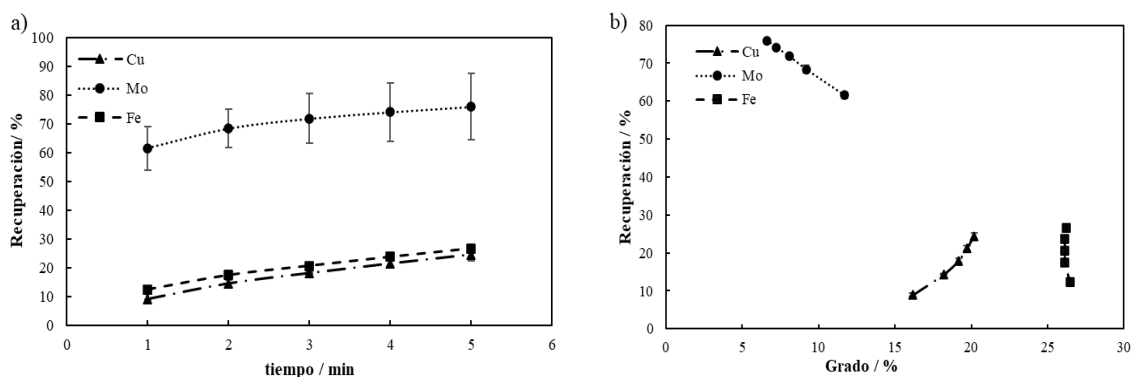 a)
100
90
80
70
60
50
40
30
20
10
0
Recuperaciòn/ %
Cu
Mo
Fe
0 1 2 3 4 5 6
tiempo / min
b)
80
70
60
50
40
30
20
10
0
Recuperación / %
Cu
Mo
Fe
0 5 10 15 20 25 30
Grado / %